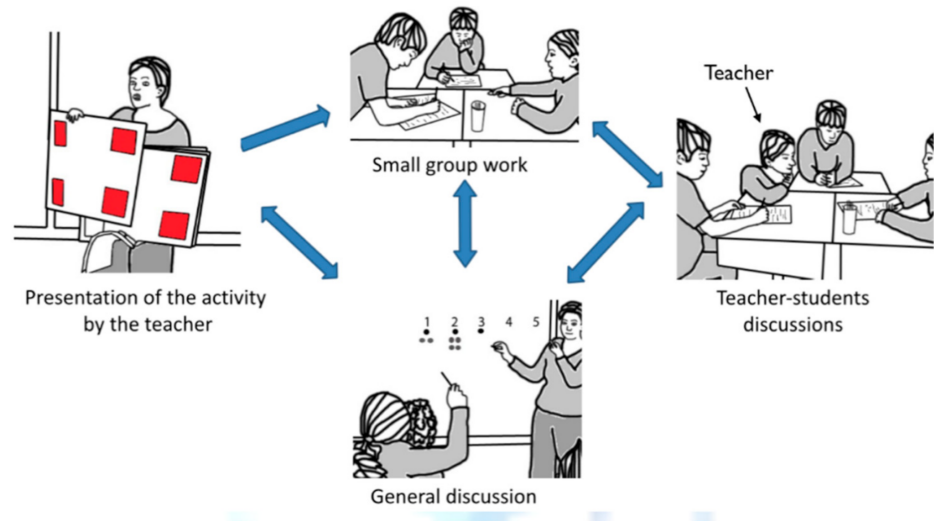 Teacher
Small group work
Presentation of the activity
by the teacher
Teacher-students
discussions
1 2 3 4 5
General discussion